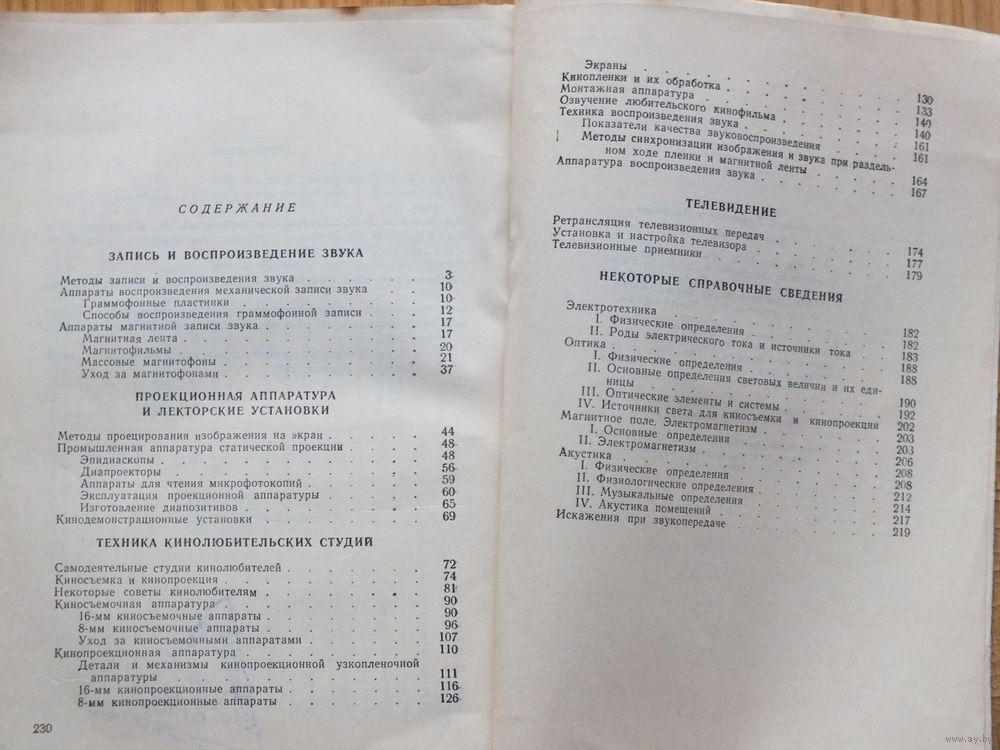 СОДЕРЖАНИЕ
ЗАПИСЬ И ВОСПРОИЗВЕДЕНИЕ ЗВУКА
Методы записи и воспроизведения звука . . . . . . 3
Аппараты воспроизведения механической записи звука . . 10
Граммофонные пластинки . . . . . . . . 10
Способы воспроизведения граммофонной записи . . . 12
Аппараты магнитной записи звука . . . . . . . 17
Магнитная лента . . . . . . . . . . 17
Магнитофильмы . . . . . . . . . . 20
Массовые магнитофоны . . . . . . . . 21
Уход за магнитофонами . . . . . . . . 37
ПРОЕКЦИОННАЯ АППАРАТУРА
И ЛЕКТОРСКИЕ УСТАНОВКИ
Методы проецирования изображения на экран . . . . . 44
Промышленная аппаратура статической проекции . . . . 48
Эпидиаскопы . . . . . . . . . . . 48
Диапроекторы . . . . . . . . . . 56
Аппараты для чтения микрофотокопий . . . . . 59
Эксплуатация проекционной аппаратуры . . . . 60
Изготовление диапозитивов . . . . . . . 65
Кинодемонстрационные установки . . . . . . . 69
ТЕХНИКА КИНОЛЮБИТЕЛЬСКИХ СТУДИЙ
Самодеятельные студии кинолюбителей . . . . . . 72
Киносъемка и кинопроекция . . . . . . . . 74
Некоторые советы кинолюбителям . . . . . . . 81
Киносъемочная аппаратура . . . . . . . . 90
16-мм киносъемочные аппараты . . . . . . 90
8-мм киносъемочные аппараты . . . . . . 96
Уход за киносъемочными аппаратами . . . . . 107
Кинопроекционная аппаратура . . . . . . . 110
Детали и механизмы кинопроекционной узкопленочной
аппаратуры . . . . . . . . . . 111
16-мм кинопроекционные аппараты . . . . . 116
8-мм кинопроекционные аппараты . . . . . . 126
230
Экраны . . . . . . . . . . . 130
Кинопленки и их обработка . . . . . . . . 133
Монтажная аппаратура . . . . . . . . . 140
Озвучение любительского кинофильма . . . . . . 140
Техника воспроизведения звука . . . . . . . 161
Показатели качества звуковоспроизведения . . . . 161
Методы синхронизации изображения и звука при раздель-
ном ходе пленки и магнитной ленты . . . . . 164
Аппаратура воспроизведения звука . . . . . . . 167
ТЕЛЕВИДЕНИЕ
Ретрансляция телевизионных передач . . . . . . 174
Установка и настройка телевизора . . . . . . . 177
Телевизионные приемники . . . . . . . . 179
НЕКОТОРЫЕ СПРАВОЧНЫЕ СВЕДЕНИЯ
Электротехника . . . . . . . . . . 182
I. Физические определения . . . . . . . 182
II. Роды электрического тока и источники тока 183
Оптика . . . . . . . . . . . . 188
I. Физические определения . . . . . . . 188
II. Основные определения световых величин и их еди-
ницы . . . . . . . . . . . 190
III. Оптические элементы и системы . . . . . 192
IV. Источники света для киносъемки и кинопроекции 202
Магнитное поле. Электромагнетизм . . . . . . . 203
I. Основные определения . . . . . . . 203
II. Электромагнетизм . . . . . . . . 206
Акустика . . . . . . . . . . . 208
I. Физические определения . . . . . . . 208
II. Физиологические определения . . . . . . 212
III. Музыкальные определения . . . . . . 214
IV. Акустика помещений . . . . . . . . 217
Искажения при звукопередаче . . . . . . . . 219
www.ay.by